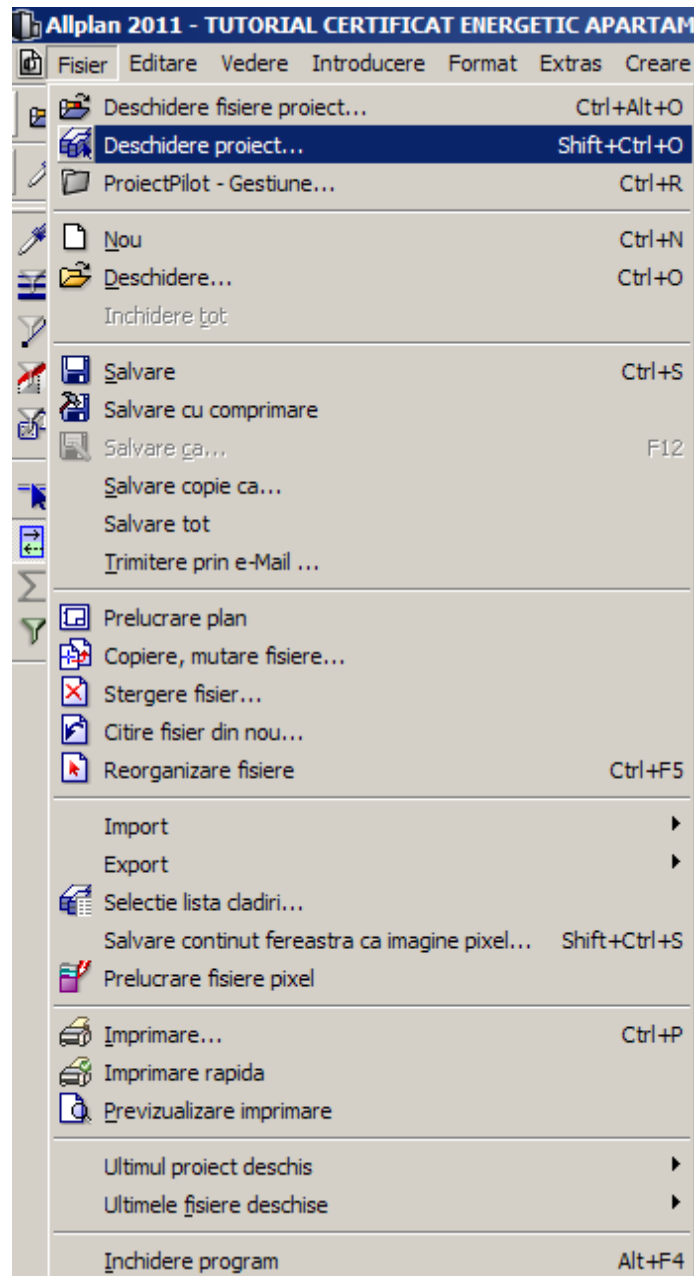 Allplan 2011 - TUTORIAL CERTIFICAT ENERGETIC APARTAM
Fisier Editare Vedere Introducere Format Extras Creare
Deschidere fisiere proiect... Ctrl+Alt+O
Deschidere proiect... Shift+Ctrl+O
ProiectPilot - Gestiune... Ctrl+R
Nou Ctrl+N
Deschidere... Ctrl+O
Inchidere tot
Salvare Ctrl+S
Salvare cu comprimare
Salvare ca... F12
Salvare copie ca...
Salvare tot
Trimitere prin e-Mail ...
Prelucrare plan
Copiere, mutare fisiere...
Stergere fisier...
Citire fisier din nou...
Reorganizare fisiere Ctrl+F5
Import
Export
Selectie lista cladiri...
Salvare continut fereastra ca imagine pixel... Shift+Ctrl+S
Prelucrare fisiere pixel
Imprimare... Ctrl+P
Imprimare rapida
Previzualizare imprimare
Ultimul proiect deschis
Ultimele fisiere deschise
Inchidere program Alt+F4